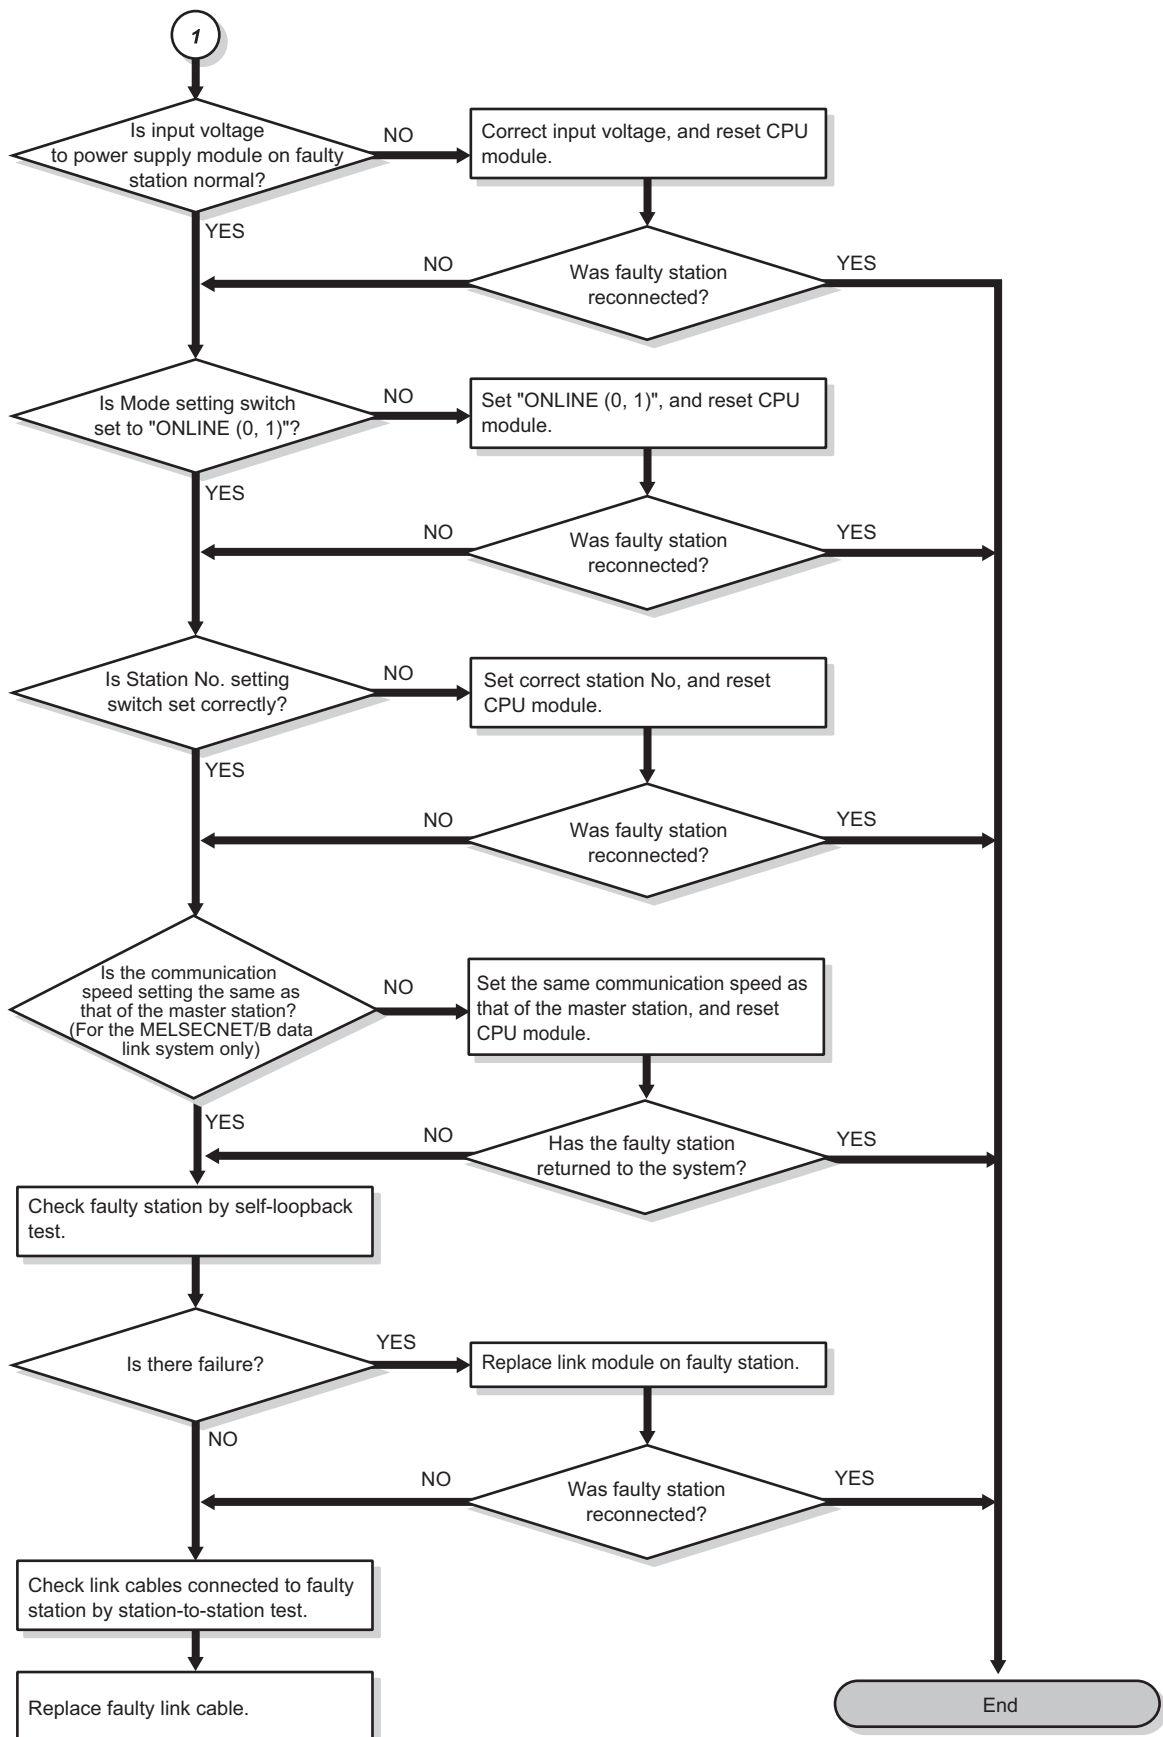 1
Is input voltage
to power supply module on faulty
station normal?
NO
Correct input voltage, and reset CPU
module.
YES
NO
Was faulty station
reconnected?
YES
Is Mode setting switch
set to "ONLINE (0, 1)"?
NO
Set "ONLINE (0, 1)", and reset CPU
module.
YES
NO
Was faulty station
reconnected?
YES
Is Station No. setting
switch set correctly?
NO
Set correct station No, and reset
CPU module.
YES
NO
Was faulty station
reconnected?
YES
Is the communication
speed setting the same as
that of the master station?
(For the MELSECNET/B data
link system only)
NO
Set the same communication speed as
that of the master station, and reset
CPU module.
YES
NO
Has the faulty station
returned to the system?
YES
Check faulty station by self-loopback
test.
Is there failure?
YES
Replace link module on faulty station.
NO
NO
Was faulty station
reconnected?
YES
Check link cables connected to faulty
station by station-to-station test.
Replace faulty link cable.
End